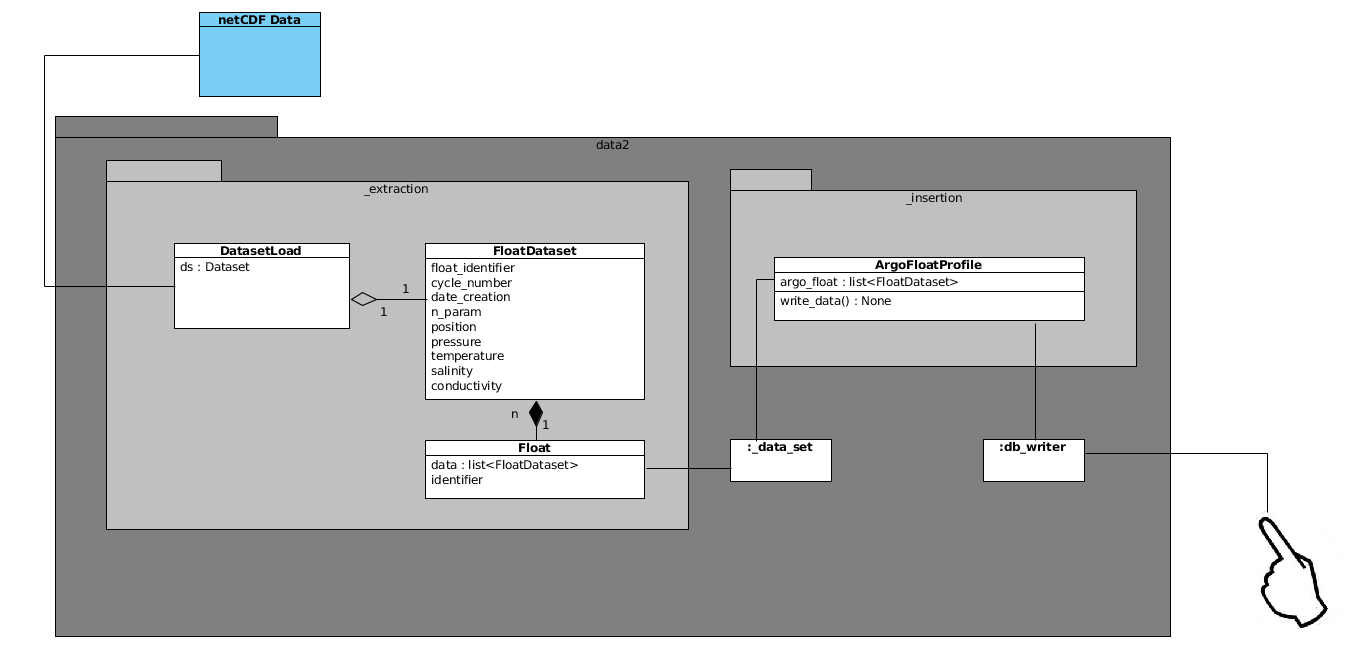 netCDF Data
data2
_extraction
_insertion
DatasetLoad
ds : Dataset
1
1
FloatDataset
float_identifier
cycle_number
date_creation
n_param
position
pressure
temperature
salinity
conductivity
n
1
Float
data : list<FloatDataset>
identifier
ArgoFloatProfile
argo_float : list<FloatDataset>
write_data() : None
:_data_set
:db_writer